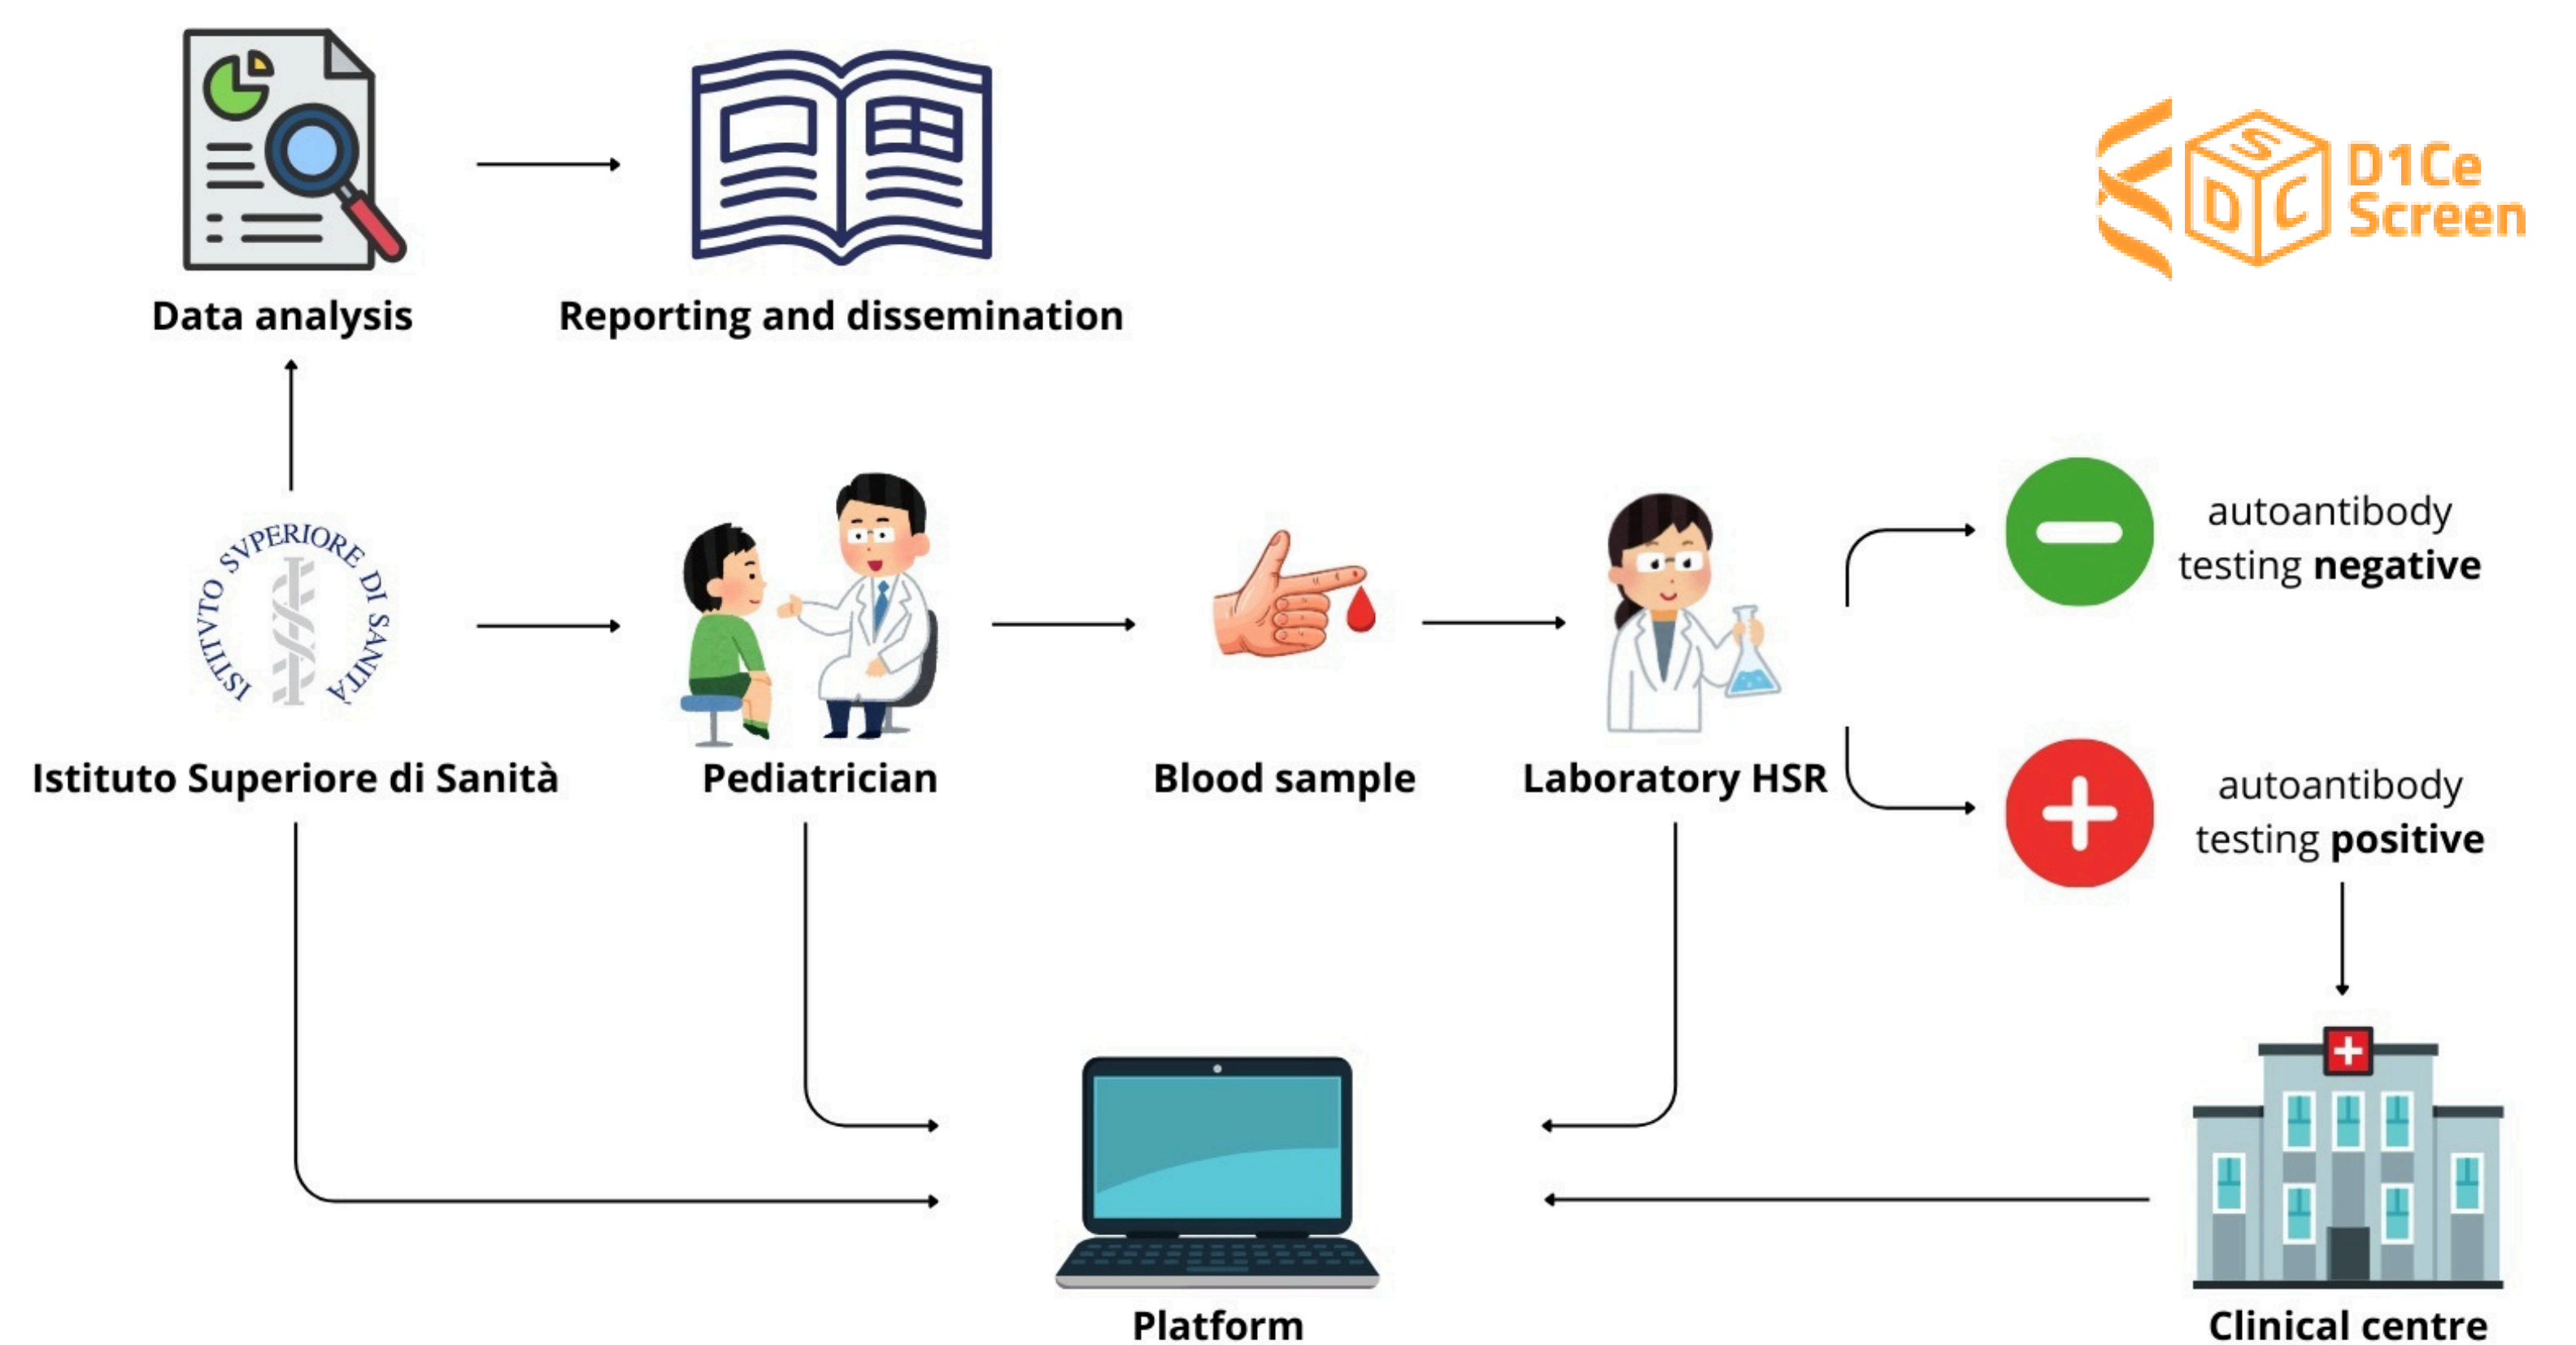 D1Ce
Screen
S
D C
Data analysis
Reporting and dissemination
ISTITVTO SVPERIORE DI SANITÀ
autoantibody
testing negative
Istituto Superiore di Sanità
Pediatrician
Blood sample
Laboratory HSR
autoantibody
testing positive
Platform
Clinical centre